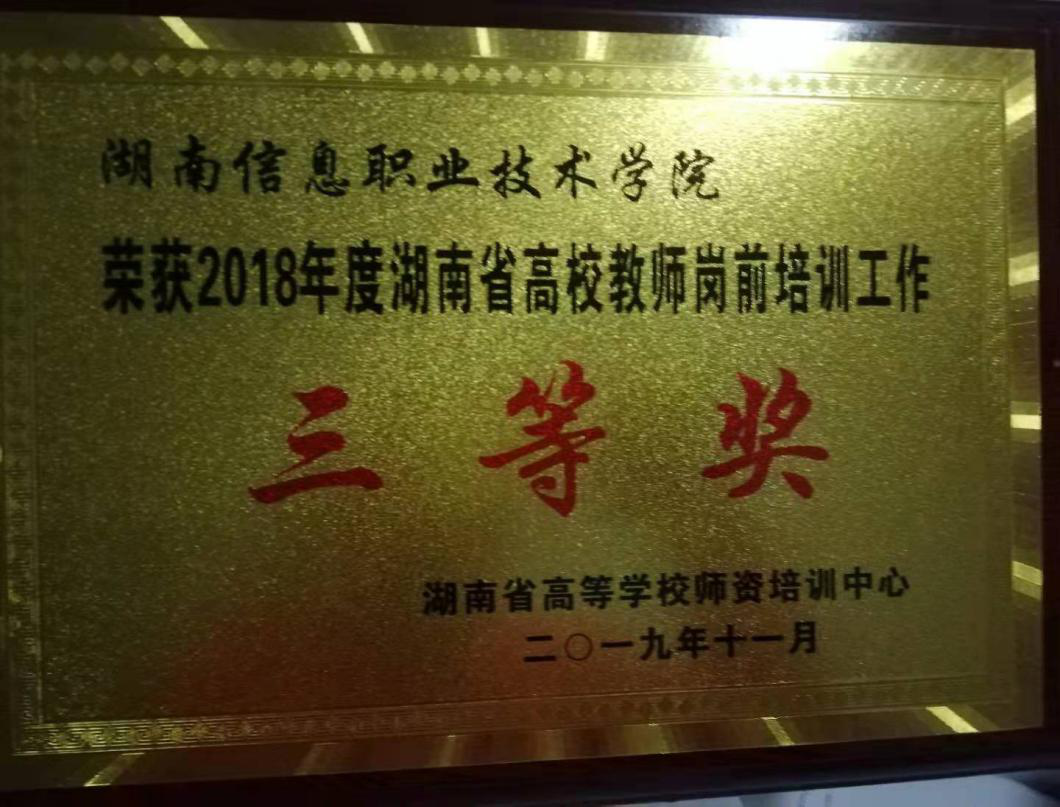 湖南信息职业技术学院
荣获2018年度湖南省高校教师岗前培训工作
三等奖
湖南省高等学校师资培训中心
二〇一九年十一月